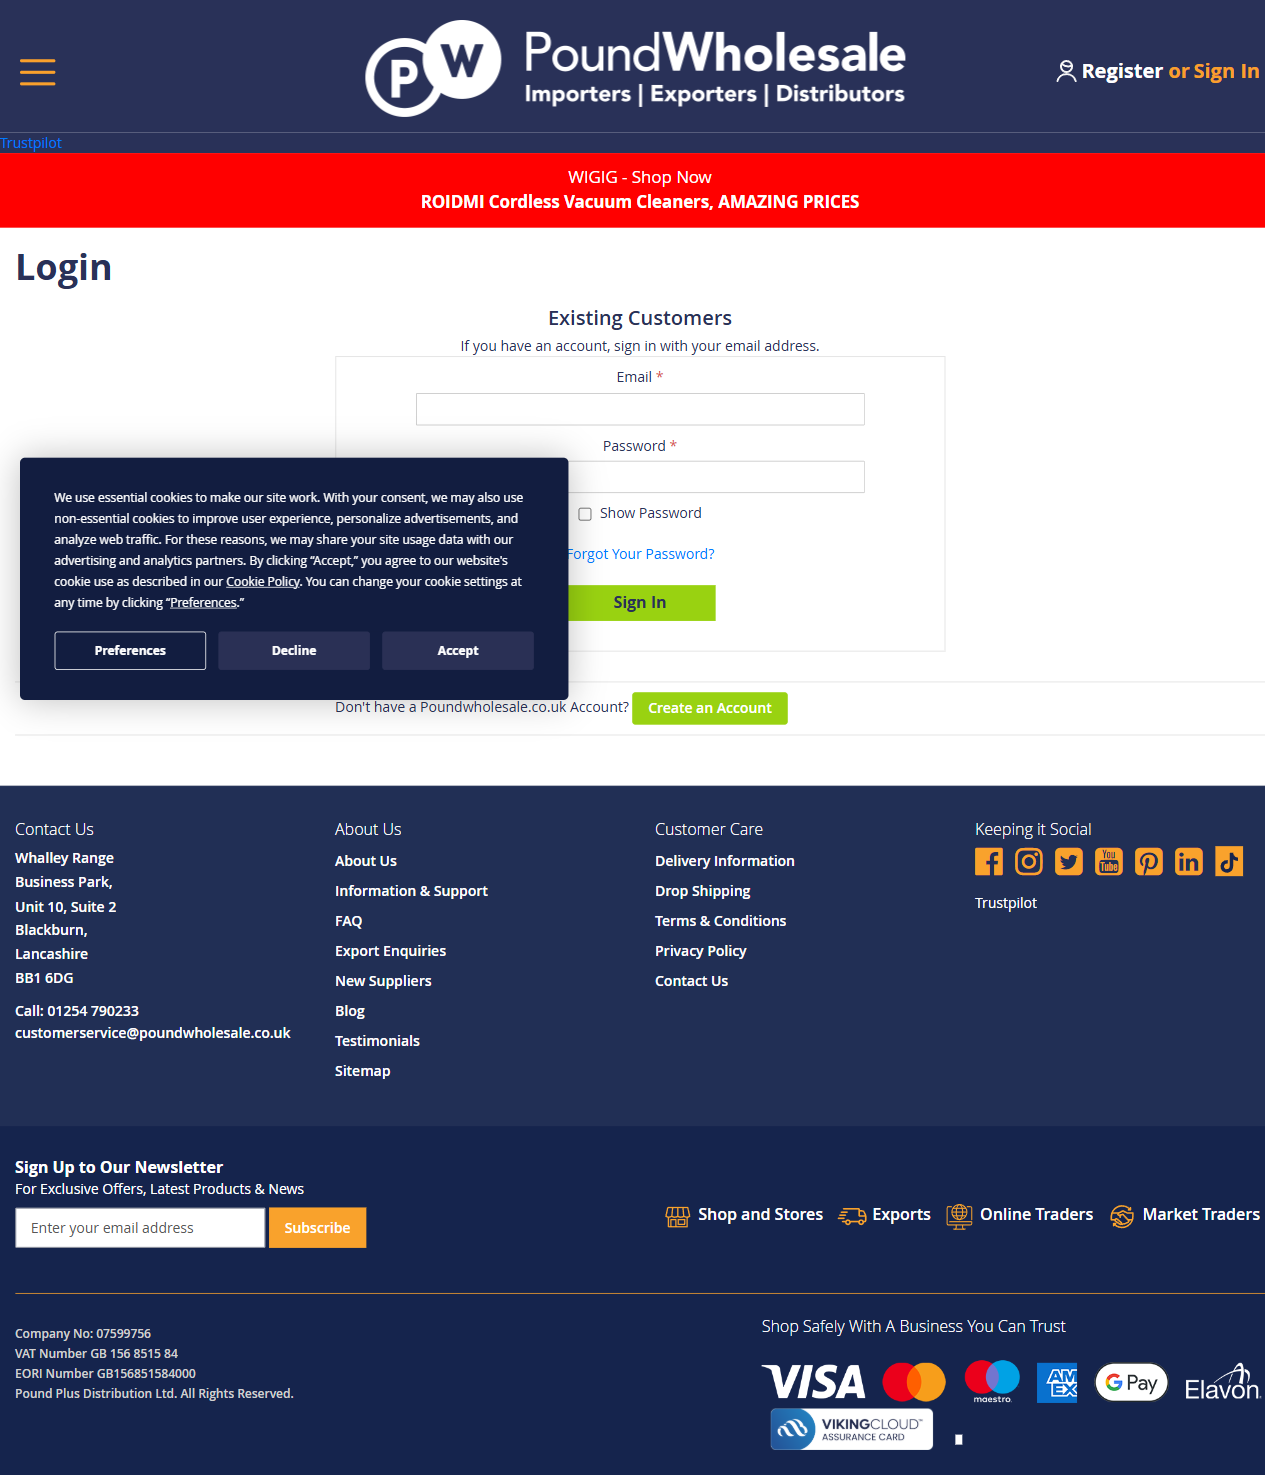 PW
PoundWholesale
Importers | Exporters | Distributors
Register or Sign In
Trustpilot
WIGIG - Shop Now
ROIDMI Cordless Vacuum Cleaners, AMAZING PRICES
Login
Existing Customers
If you have an account, sign in with your email address.
Email *
Password *
Show Password
Forgot Your Password?
Sign In
We use essential cookies to make our site work. With your consent, we may also use
non-essential cookies to improve user experience, personalize advertisements, and
analyze web traffic. For these reasons, we may share your site usage data with our
advertising and analytics partners. By clicking “Accept,” you agree to our website's
cookie use as described in our Cookie Policy. You can change your cookie settings at
any time by clicking “Preferences.”
Preferences
Decline
Accept
Don't have a Poundwholesale.co.uk Account? Create an Account
Contact Us
Whalley Range
Business Park,
Unit 10, Suite 2
Blackburn,
Lancashire
BB1 6DG
Call: 01254 790233
customerservice@poundwholesale.co.uk
About Us
About Us
Information & Support
FAQ
Export Enquiries
New Suppliers
Blog
Testimonials
Sitemap
Customer Care
Delivery Information
Drop Shipping
Terms & Conditions
Privacy Policy
Contact Us
Keeping it Social
You
Tube
in
Trustpilot
Sign Up to Our Newsletter
For Exclusive Offers, Latest Products & News
Enter your email address
Subscribe
Shop and Stores
Exports
Online Traders
Market Traders
Company No: 07599756
VAT Number GB 156 8515 84
EORI Number GB156851584000
Pound Plus Distribution Ltd. All Rights Reserved.
Shop Safely With A Business You Can Trust
VISA
maestro
AM
EX
G Pay
Elavon
VIKINGCLOUD™
ASSURANCE CARD